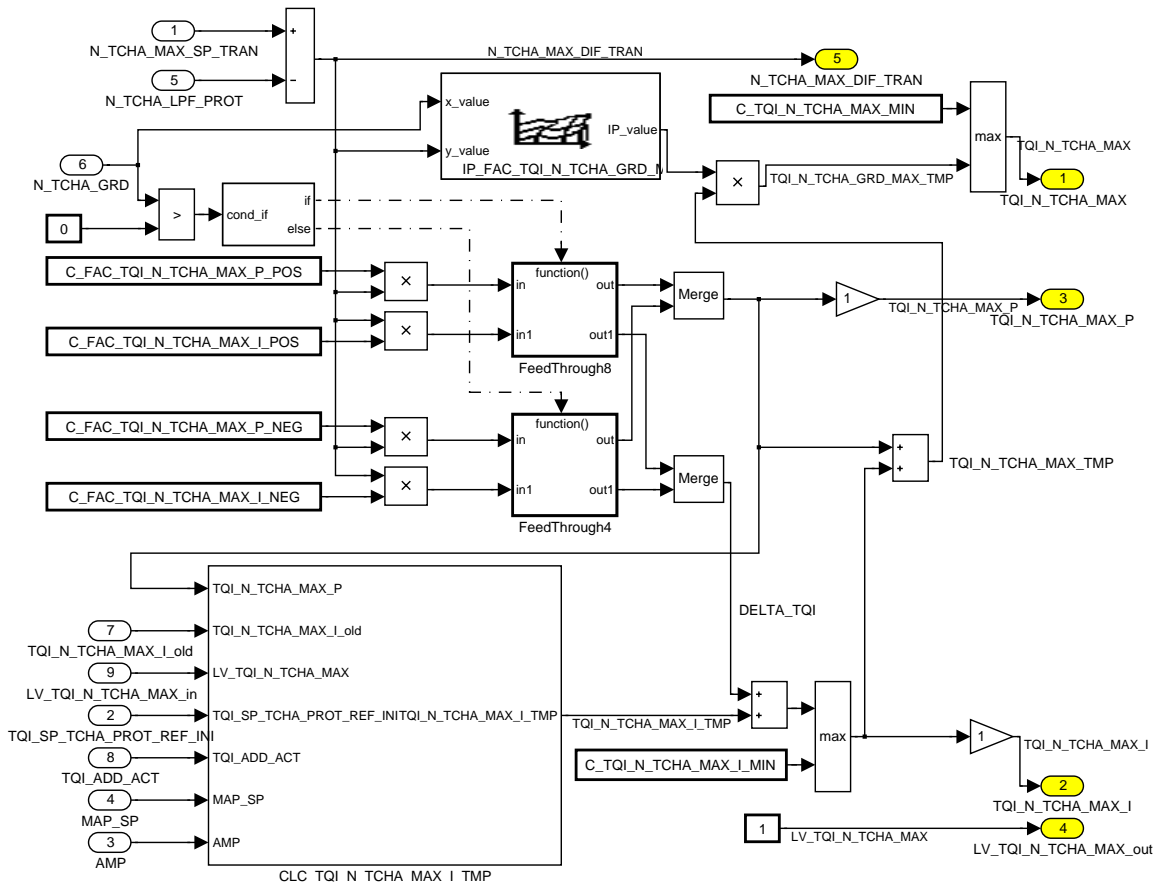 1
N_TCHA_MAX_SP_TRAN
5
N_TCHA_LPF_PROT
+
−
N_TCHA_MAX_DIF_TRAN
5
N_TCHA_MAX_DIF_TRAN
x_value
y_value
IP_value
IP_FAC_TQI_N_TCHA_GRD_M
C_TQI_N_TCHA_MAX_MIN
max
TQI_N_TCHA_MAX
1
TQI_N_TCHA_MAX
×
TQI_N_TCHA_GRD_MAX_TMP
6
N_TCHA_GRD
0
>
cond_if
if
else
C_FAC_TQI_N_TCHA_MAX_P_POS
×
C_FAC_TQI_N_TCHA_MAX_I_POS
×
function()
in
in1
out
out1
FeedThrough8
Merge
1
TQI_N_TCHA_MAX_P
3
TQI_N_TCHA_MAX_P
C_FAC_TQI_N_TCHA_MAX_P_NEG
×
C_FAC_TQI_N_TCHA_MAX_I_NEG
×
function()
in
in1
out
out1
FeedThrough4
Merge
+
+
TQI_N_TCHA_MAX_TMP
DELTA_TQI
7
TQI_N_TCHA_MAX_I_old
9
LV_TQI_N_TCHA_MAX_in
2
TQI_SP_TCHA_PROT_REF_INI
8
TQI_ADD_ACT
4
MAP_SP
3
AMP
TQI_N_TCHA_MAX_P
TQI_N_TCHA_MAX_I_old
LV_TQI_N_TCHA_MAX
TQI_SP_TCHA_PROT_REF_INI
TQI_N_TCHA_MAX_I_TMP
TQI_ADD_ACT
MAP_SP
AMP
CLC_TQI_N_TCHA_MAX_I_TMP
TQI_N_TCHA_MAX_I_TMP
+
+
C_TQI_N_TCHA_MAX_I_MIN
max
1
TQI_N_TCHA_MAX_I
2
TQI_N_TCHA_MAX_I
1
LV_TQI_N_TCHA_MAX
4
LV_TQI_N_TCHA_MAX_out